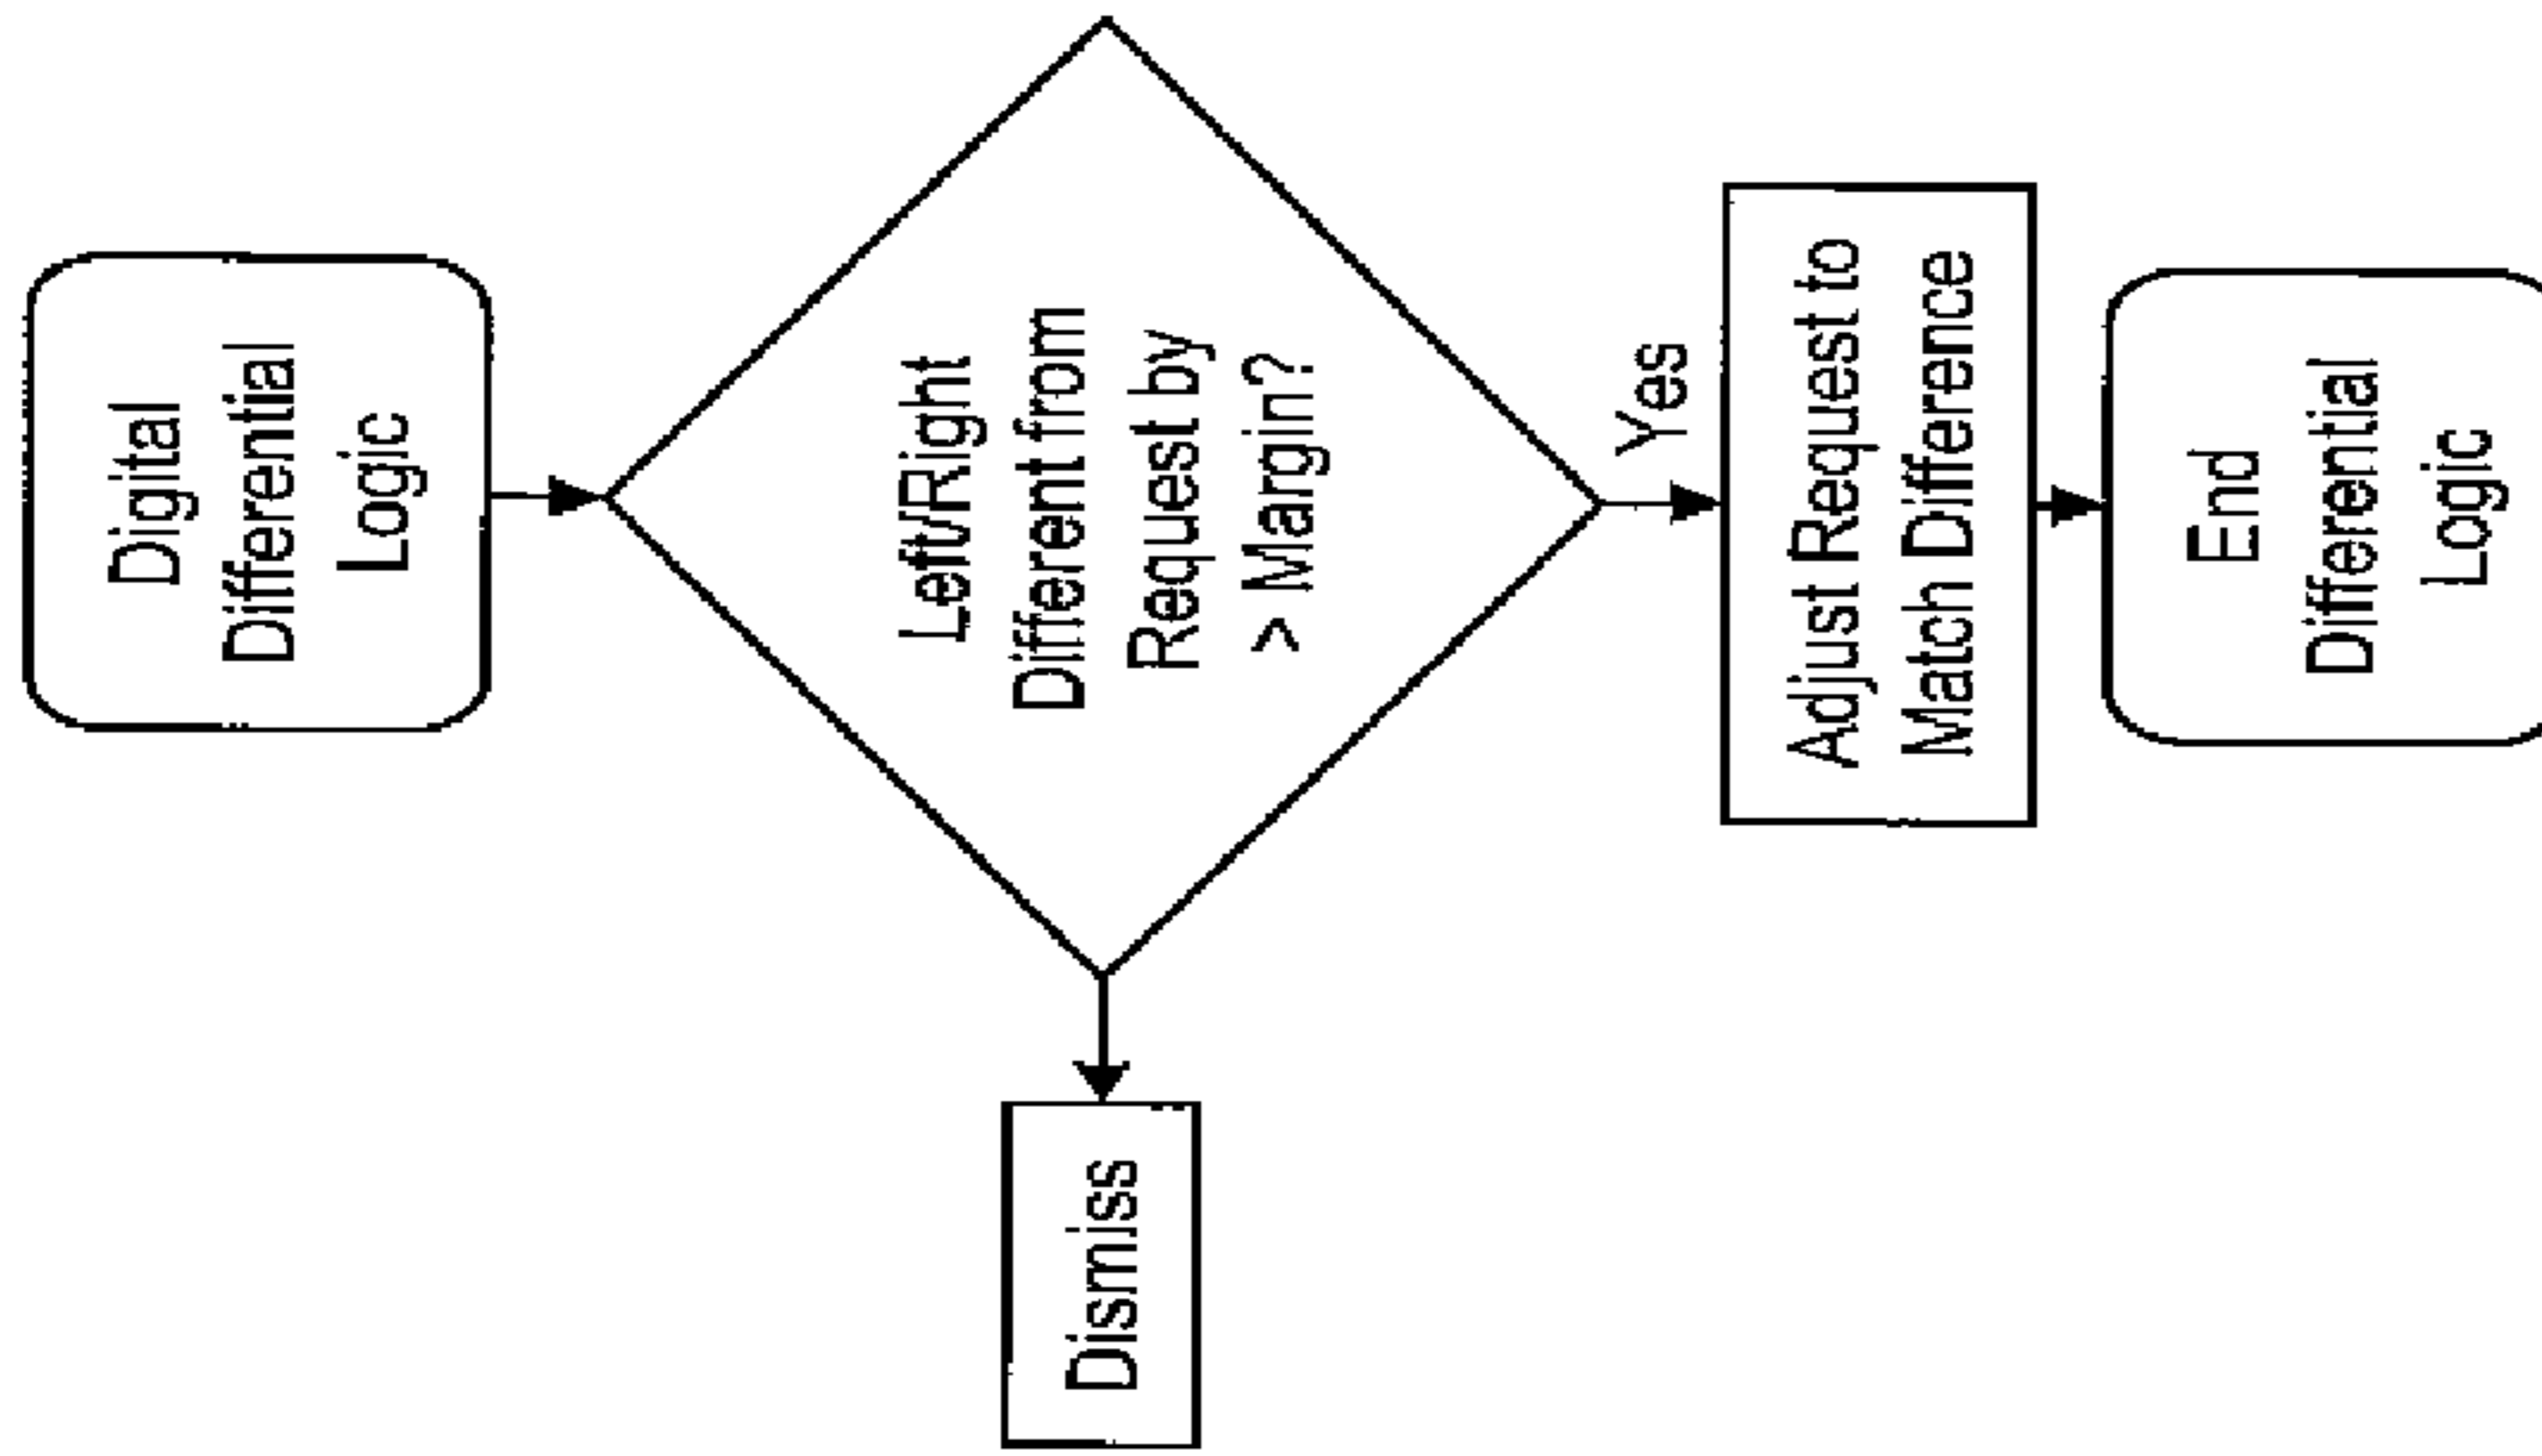 Digital
Differential
Logic
Left/Right
Different from
Request by
> Margin?
Dismiss
Yes
Adjust Request to
Match Difference
End
Differential
Logic